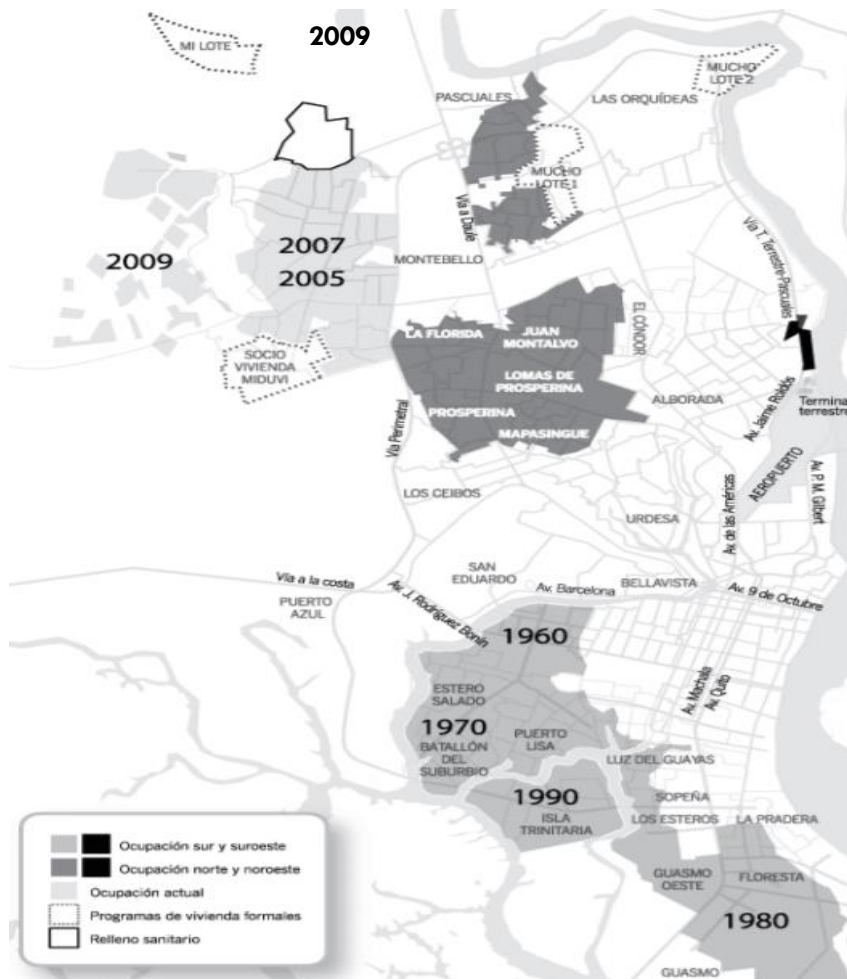 2009
MI LOTE
MUCHO
LOTE 2
PASCUALES
LAS ORQUÍDEAS
MUCHO
LOTE 1
Vía a Daule
2009
2007
2005
MONTEBELLO
Vía T. Terrestre-Pascuales
EL CÓNDOR
LA FLORIDA
JUAN
MONTALVO
SOCIO
VIVIENDA
MIDUVI
LOMAS DE
PROSPERINA
ALBORADA
Termina
terrestre
Av. Jaime Roldós
PROSPERINA
MAPASINGUE
Vía Perimetral
AEROPUERTO
Av. P. M. Gilbert
LOS CEIBOS
Av. de las Américas
URDESA
SAN
EDUARDO
Vía a la costa
Av. Barcelona
BELLAVISTA
Av. 9 de Octubre
PUERTO
AZUL
Av. J. Rodríguez Bonín
1960
Av. Machala
Av. Quito
ESTERO
SALADO
1970
BATALLÓN
DEL
SUBURBIO
PUERTO
LISA
LUZ DEL GUAYAS
1990
ISLA
TRINITARIA
SOPEÑA
LOS ESTEROS
LA PRADERA
GUASMO
OESTE
FLORESTA
1980
GUASMO
Ocupación sur y suroeste
Ocupación norte y noroeste
Ocupación actual
Programas de vivienda formales
Relleno sanitario